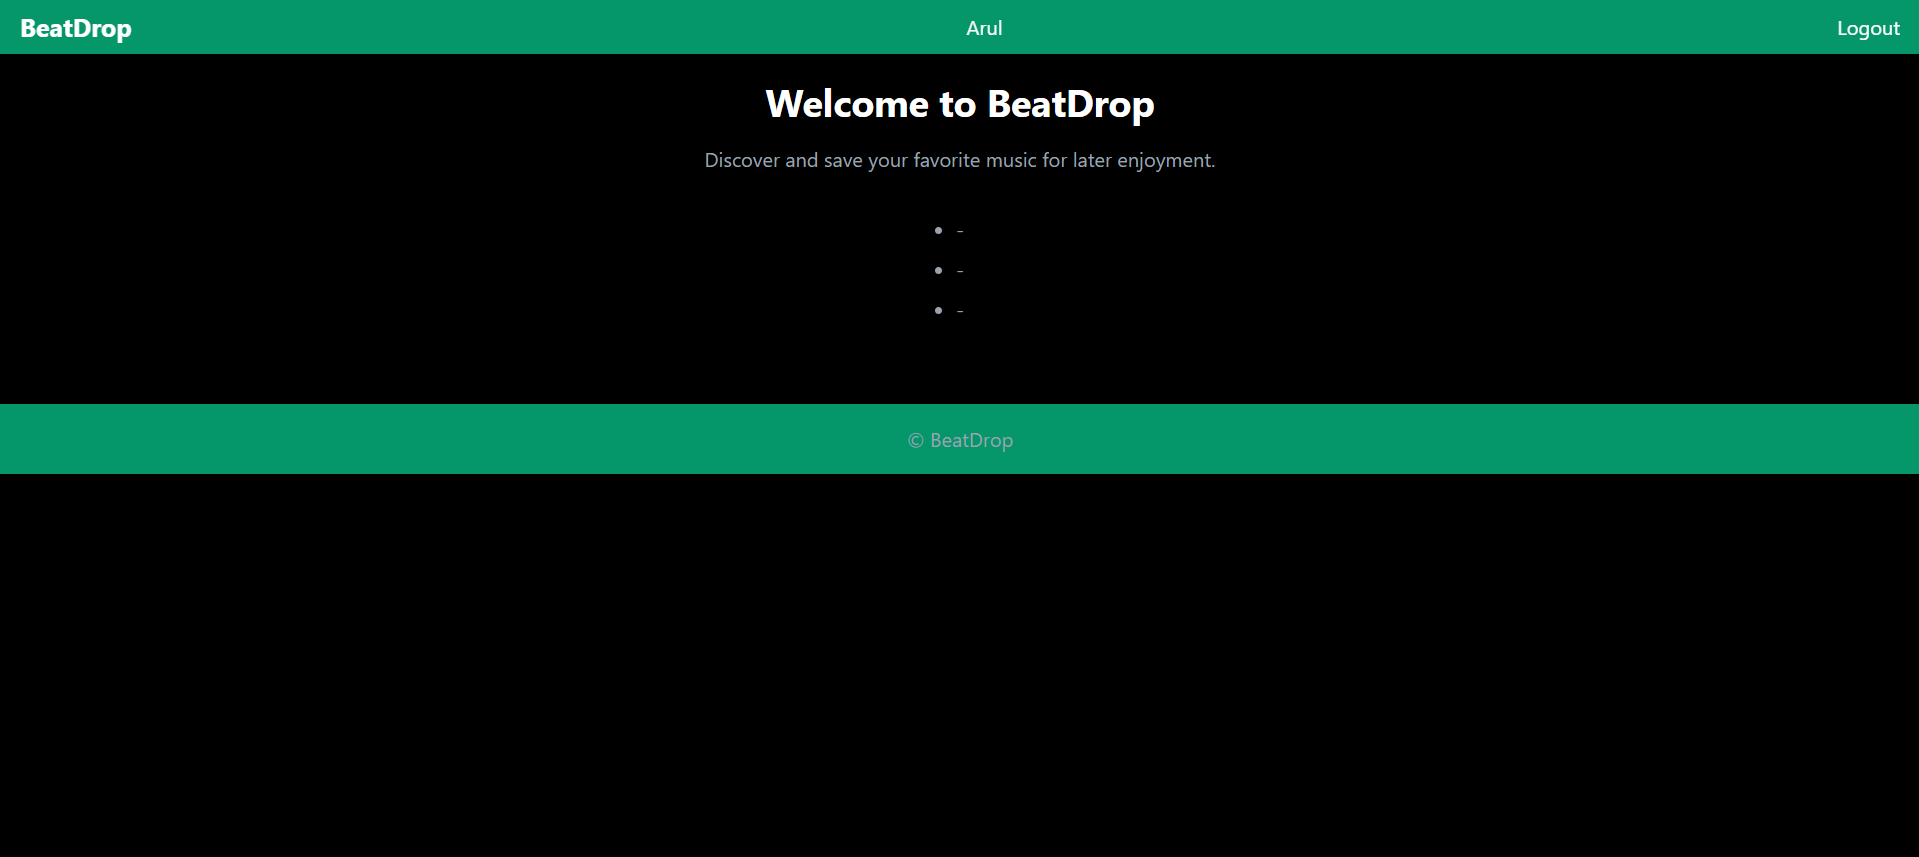 BeatDrop Arul Logout
Welcome to BeatDrop
Discover and save your favorite music for later enjoyment.
• -
• -
• -
© BeatDrop